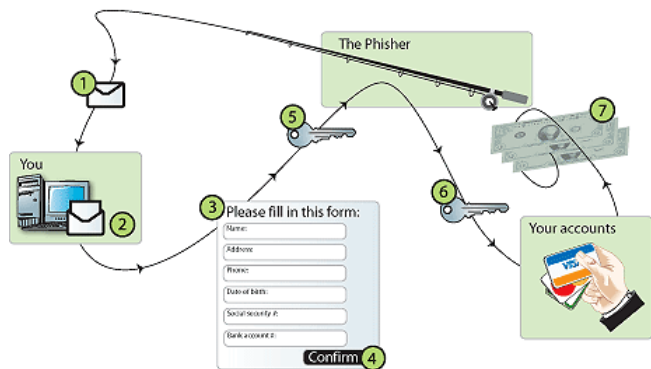 The Phisher
1
5
7
You
2
3
Please fill in this form:
Name:
Address:
Phone:
Date of birth:
Social security #:
Bank account #:
Confirm
4
6
Your accounts
VISA